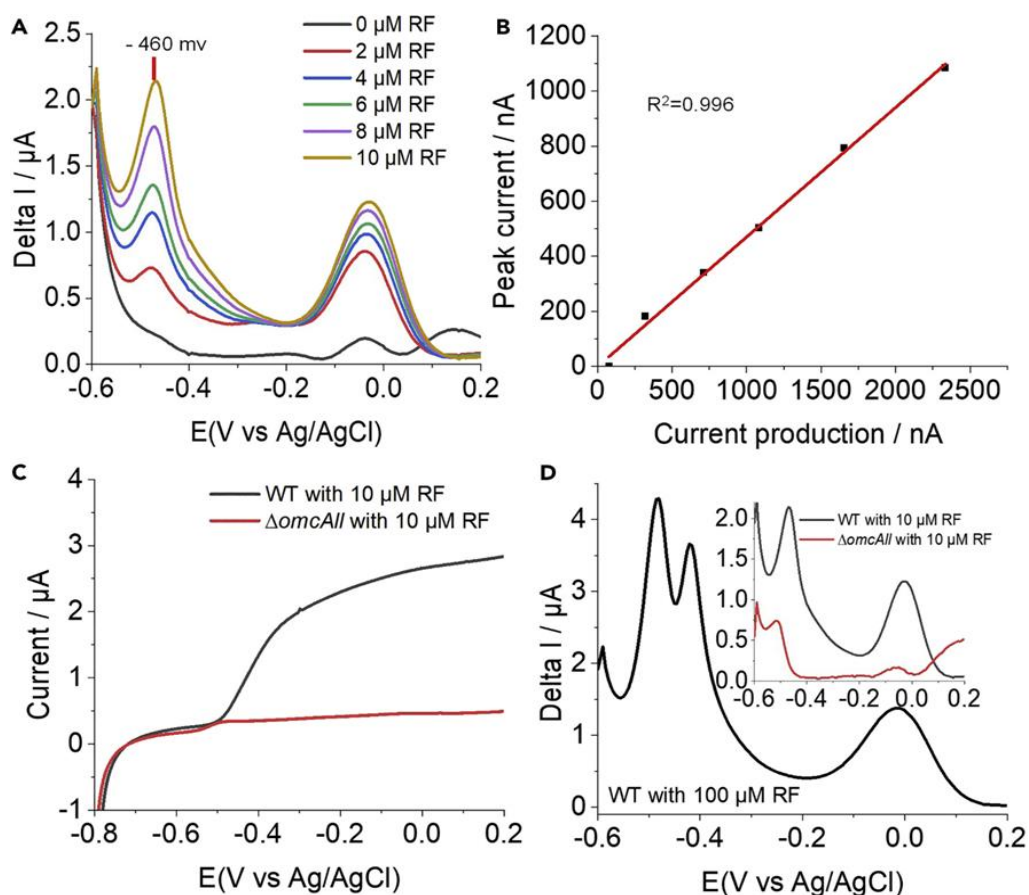 A
- 460 mv
0 µM RF
2 µM RF
4 µM RF
6 µM RF
8 µM RF
10 µM RF
Delta I / µA
2.5
2.0
1.5
1.0
0.5
0.0
-0.6 -0.4 -0.2 0.0 0.2
E(V vs Ag/AgCl)
B
R²=0.996
Peak current / nA
1200
1000
800
600
400
200
0
0 500 1000 1500 2000 2500
Current production / nA
C
WT with 10 µM RF
ΔomcAll with 10 µM RF
Current / µA
4
3
2
1
0
-1
-0.8 -0.6 -0.4 -0.2 0.0 0.2
E(V vs Ag/AgCl)
D
WT with 10 µM RF
ΔomcAll with 10 µM RF
2.0
1.5
1.0
0.5
0.0
-0.6 -0.4 -0.2 0.0 0.2
Delta I / µA
5
4
3
2
1
0
WT with 100 µM RF
-0.6 -0.4 -0.2 0.0 0.2
E(V vs Ag/AgCl)